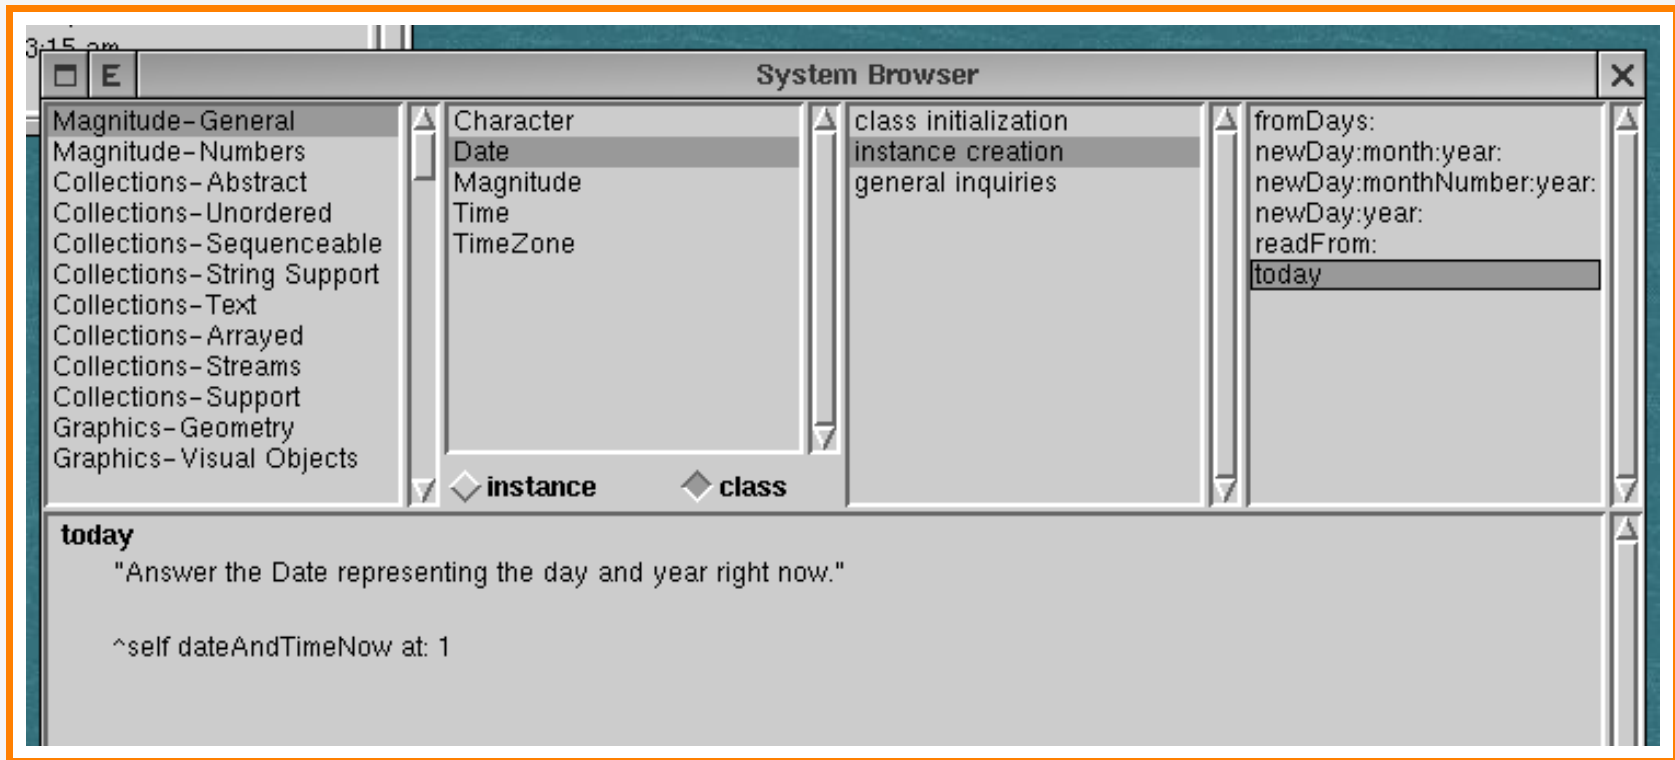 3:15 am
E
System Browser
Magnitude-General
Magnitude-Numbers
Collections-Abstract
Collections-Unordered
Collections-Sequenceable
Collections-String Support
Collections-Text
Collections-Arrayed
Collections-Streams
Collections-Support
Graphics-Geometry
Graphics-Visual Objects
Character
Date
Magnitude
Time
TimeZone
instance
class
class initialization
instance creation
general inquiries
fromDays:
newDay:month:year:
newDay:monthNumber:year:
newDay:year:
readFrom:
today
today
"Answer the Date representing the day and year right now."
^self dateAndTimeNow at: 1